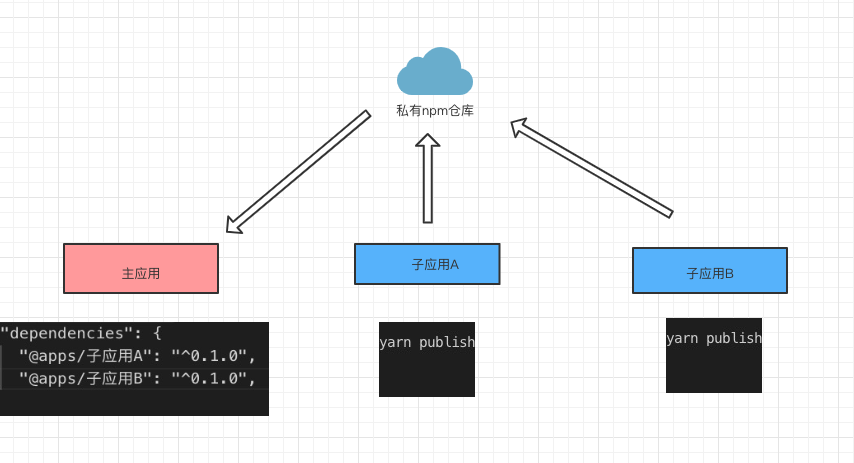 私有npm仓库
主应用
子应用A
子应用B
"dependencies": {
"@apps/子应用A": "^0.1.0",
"@apps/子应用B": "^0.1.0",
yarn publish
yarn publish